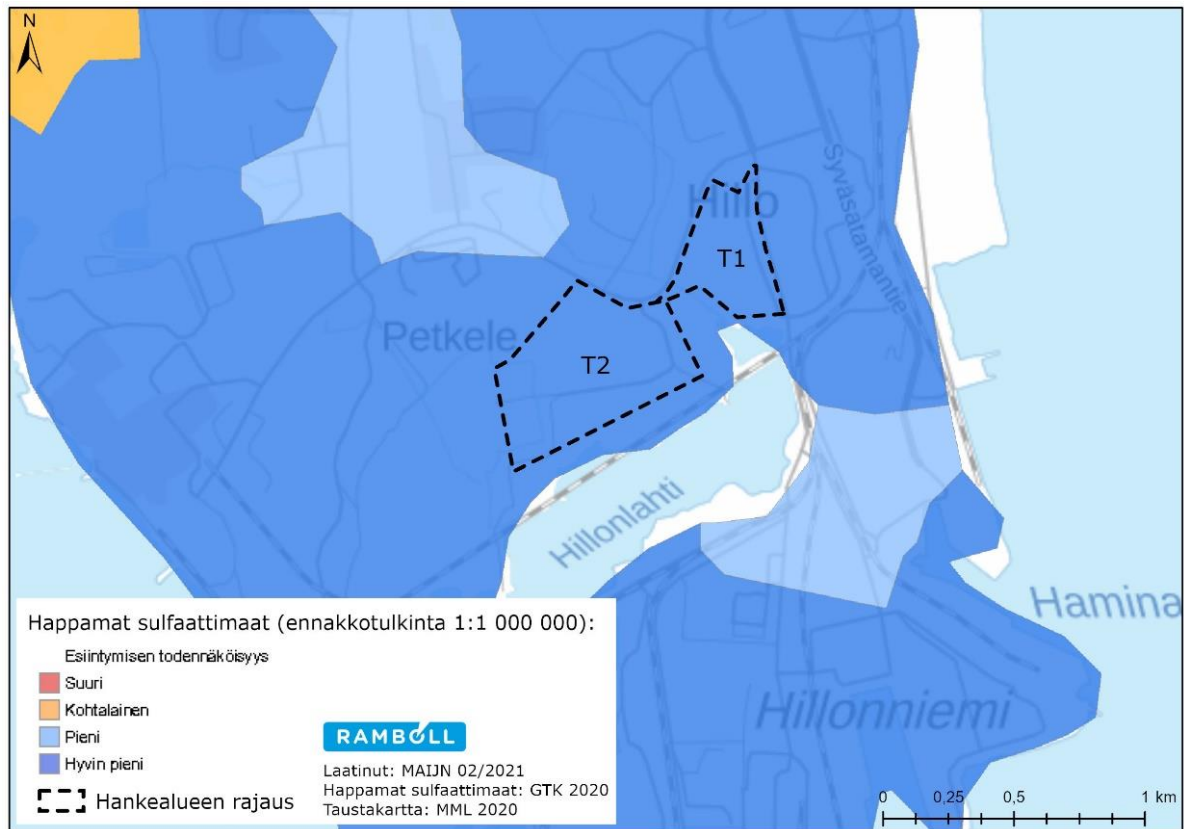 N
Hillo
T1
Syväsatamantie
Petkele
T2
Hillonlahti
Hamina
Hillonniemi
Happamat sulfaattimaat (ennakkotulkinta 1:1 000 000):
Esiintymisen todennäköisyys
Suuri
Kohtalainen
Pieni
Hyvin pieni
Hankealueen rajaus
RAMBOLL
Laatinut: MAIJN 02/2021
Happamat sulfaattimaat: GTK 2020
Taustakartta: MML 2020
0 0,25 0,5 1 km